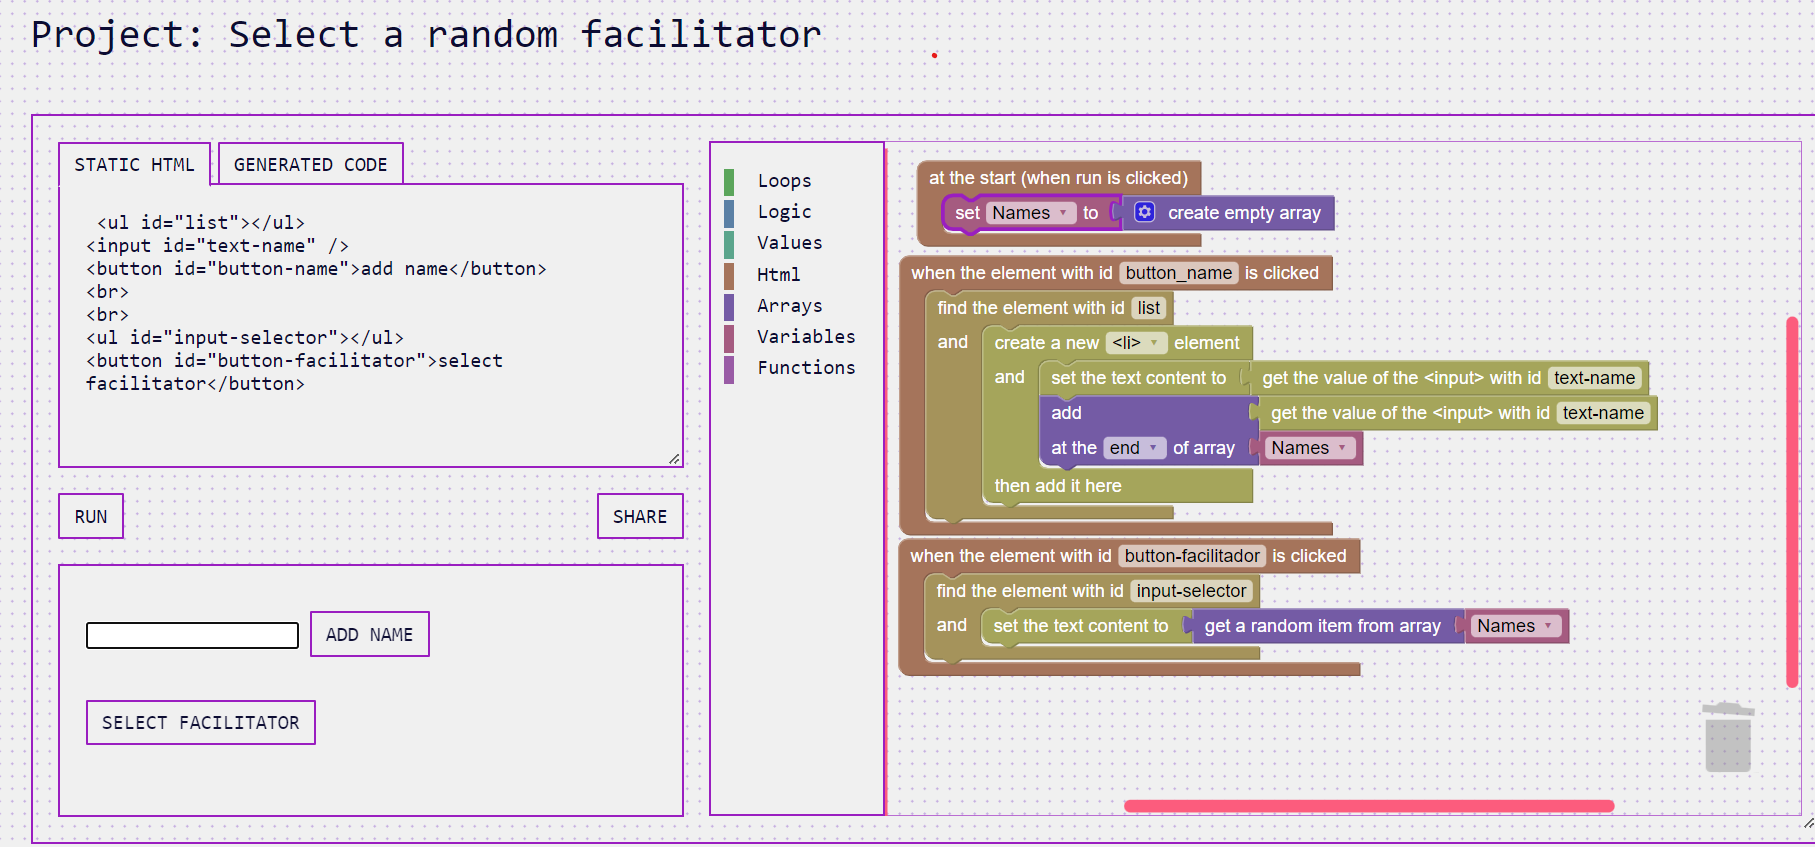 Project: Select a random facilitator
STATIC HTML
GENERATED CODE
<ul id="list"></ul>
<input id="text-name" />
<button id="button-name">add name</button>
<br>
<br>
<ul id="input-selector"></ul>
<button id="button-facilitator">select
facilitator</button>
RUN
SHARE
ADD NAME
SELECT FACILITATOR
Loops
Logic
Values
Html
Arrays
Variables
Functions
at the start (when run is clicked)
set Names to create empty array
when the element with id button_name is clicked
find the element with id list
and create a new <li> element
and set the text content to get the value of the <input> with id text-name
add get the value of the <input> with id text-name
at the end of array Names
then add it here
when the element with id button-facilitador is clicked
find the element with id input-selector
and set the text content to get a random item from array Names